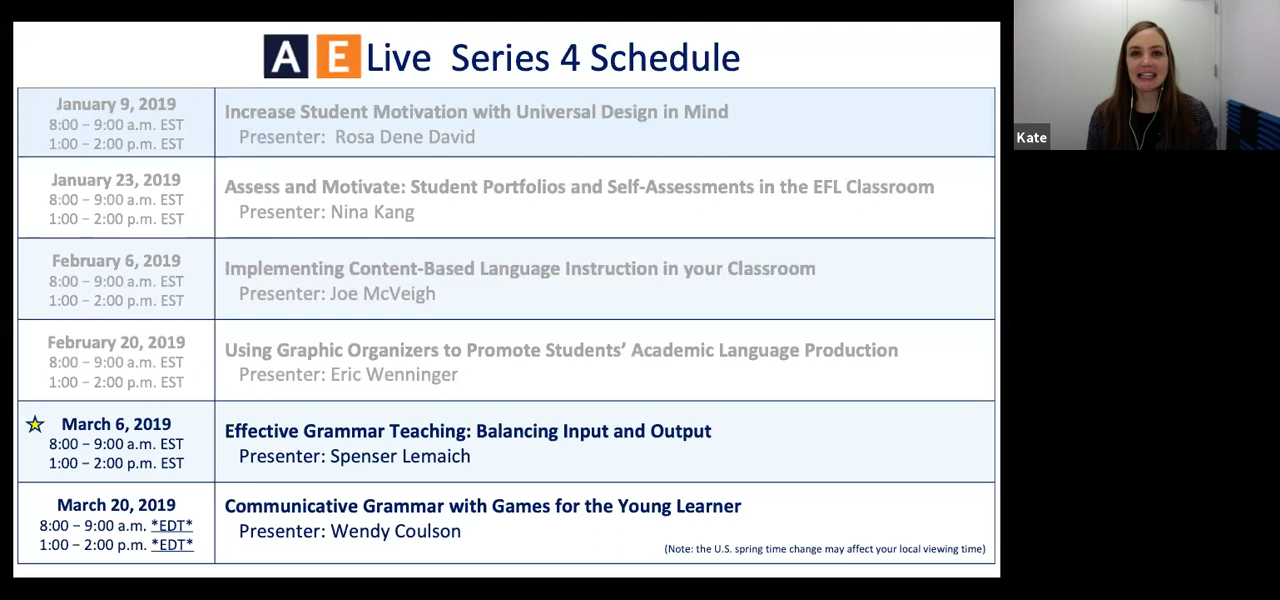 A E Live Series 4 Schedule
January 9, 2019
8:00 – 9:00 a.m. EST
1:00 – 2:00 p.m. EST
Increase Student Motivation with Universal Design in Mind
Presenter: Rosa Dene David
January 23, 2019
8:00 – 9:00 a.m. EST
1:00 – 2:00 p.m. EST
Assess and Motivate: Student Portfolios and Self-Assessments in the EFL Classroom
Presenter: Nina Kang
February 6, 2019
8:00 – 9:00 a.m. EST
1:00 – 2:00 p.m. EST
Implementing Content-Based Language Instruction in your Classroom
Presenter: Joe McVeigh
February 20, 2019
8:00 – 9:00 a.m. EST
1:00 – 2:00 p.m. EST
Using Graphic Organizers to Promote Students’ Academic Language Production
Presenter: Eric Wenninger
March 6, 2019
8:00 – 9:00 a.m. EST
1:00 – 2:00 p.m. EST
Effective Grammar Teaching: Balancing Input and Output
Presenter: Spenser Lemaich
March 20, 2019
8:00 – 9:00 a.m. *EDT*
1:00 – 2:00 p.m. *EDT*
Communicative Grammar with Games for the Young Learner
Presenter: Wendy Coulson
(Note: the U.S. spring time change may affect your local viewing time)
Kate